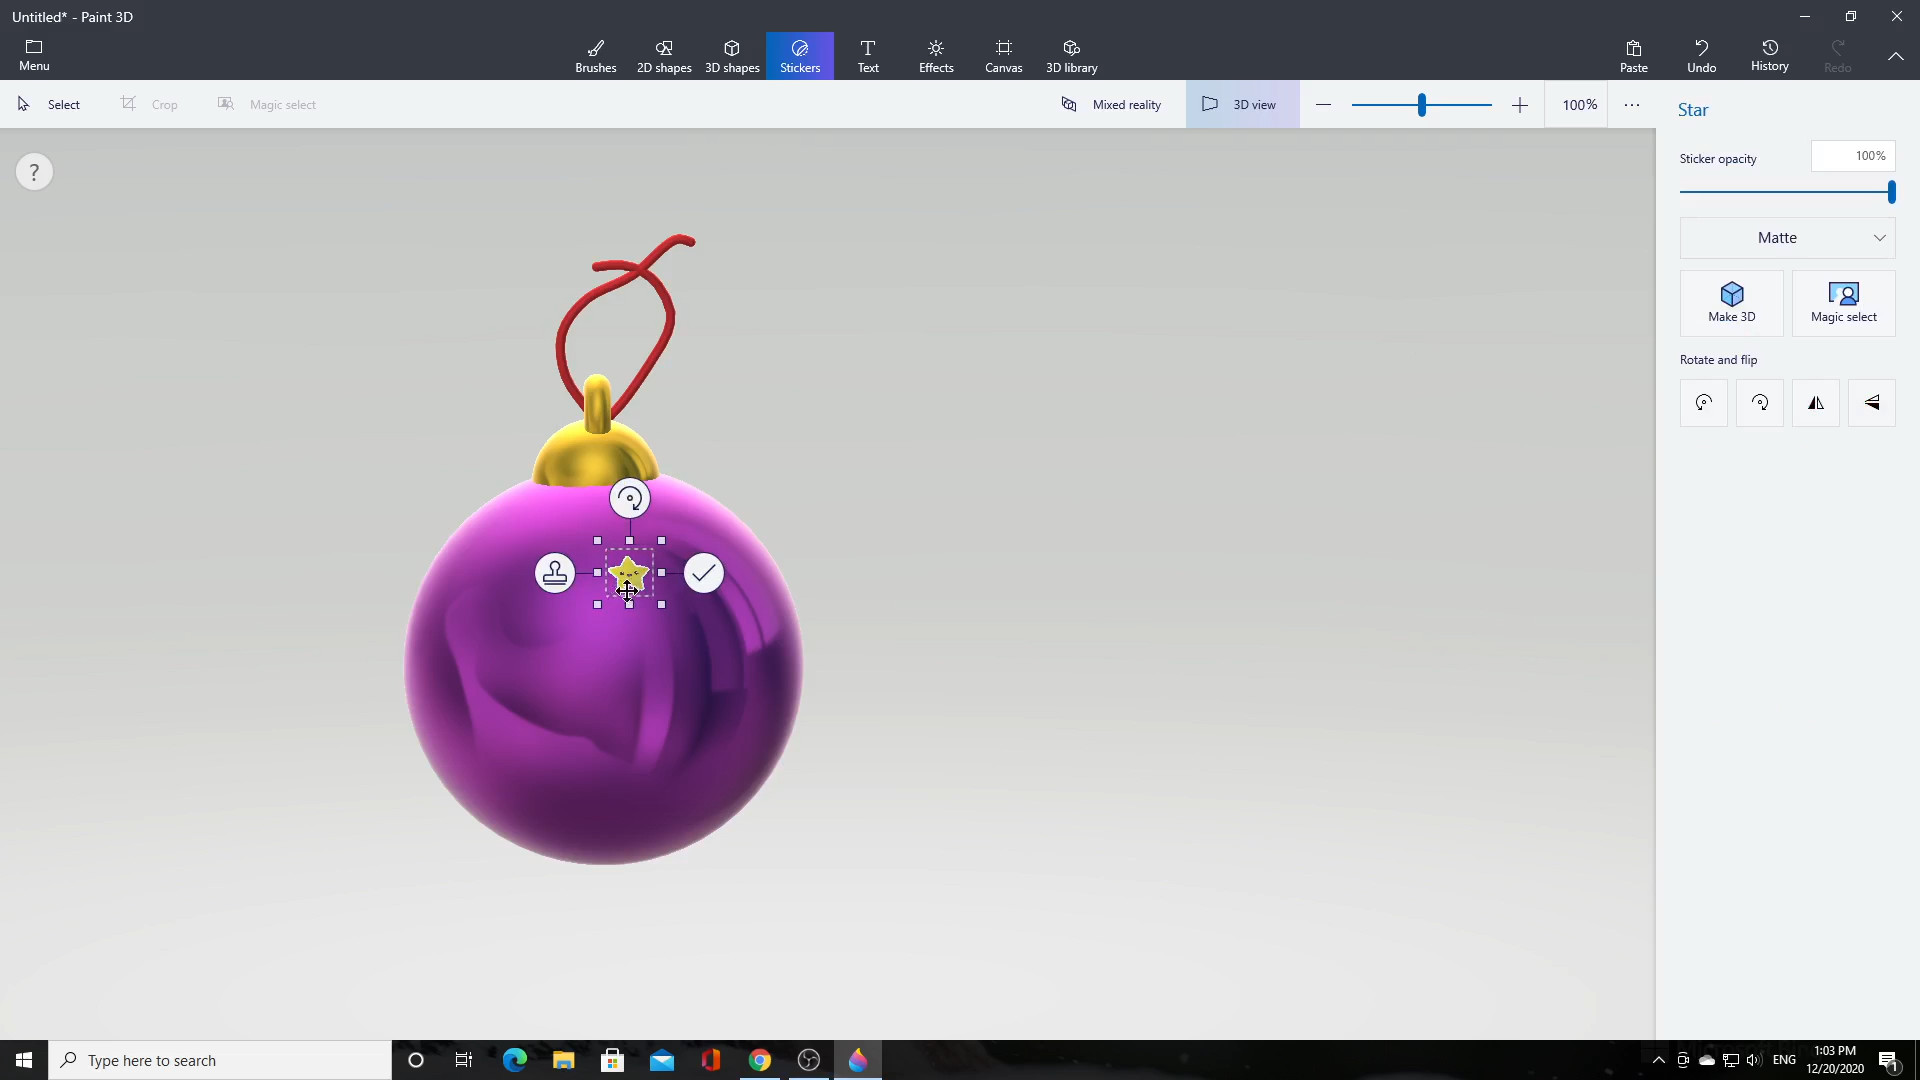 Untitled* - Paint 3D
Menu
Brushes
2D shapes
3D shapes
Stickers
Text
Effects
Canvas
3D library
Paste
Undo
History
Redo
Select
Crop
Magic select
Mixed reality
3D view
100%
Star
Sticker opacity
100%
Matte
Make 3D
Magic select
Rotate and flip
?
Type here to search
ENG
1:03 PM
12/20/2020
1